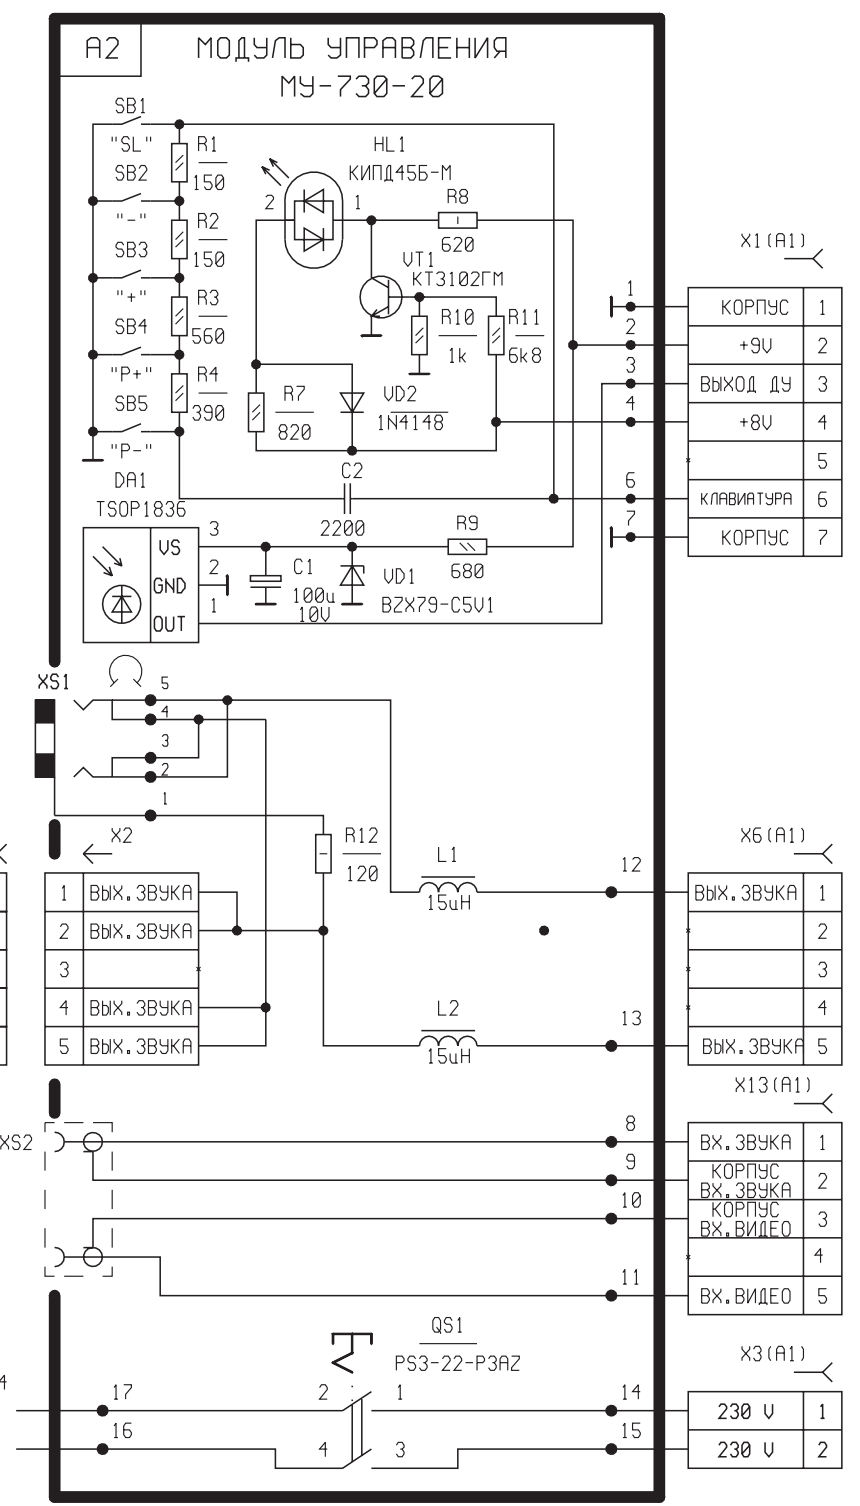 A2
МОДУЛЬ УПРАВЛЕНИЯ
МУ-730-20
SB1
"SL"
R1
150
SB2
"-"
R2
150
SB3
"+"
R3
560
SB4
"P+"
R4
390
SB5
"P-"
HL1
КИПД45Б-М
2
1
R8
620
VT1
КТ3102ГМ
R10
1k
R11
6k8
R7
820
VD2
1N4148
C2
2200
DA1
TSOP1836
VS
3
GND
2
OUT
1
C1
100u
10V
VD1
BZX79-C5V1
R9
680
X1(A1)
1
КОРПУС 1
2
+9V 2
3
ВЫХОД ДУ 3
4
+8V 4
5
6
КЛАВИАТУРА 6
7
КОРПУС 7
XS1
5
4
3
2
1
X2
1 ВЫХ.ЗВУКА
2 ВЫХ.ЗВУКА
3
4 ВЫХ.ЗВУКА
5 ВЫХ.ЗВУКА
R12
120
L1
15uH
L2
15uH
X6(A1)
12
ВЫХ.ЗВУКА 1
2
3
4
13
ВЫХ.ЗВУКА 5
XS2
X13(A1)
8
ВХ.ЗВУКА 1
9
КОРПУС
ВХ.ЗВУКА 2
10
КОРПУС
ВХ.ВИДЕО 3
4
11
ВХ.ВИДЕО 5
QS1
PS3-22-P3AZ
4
17
2
1
14
16
4
3
15
X3(A1)
230 V 1
230 V 2